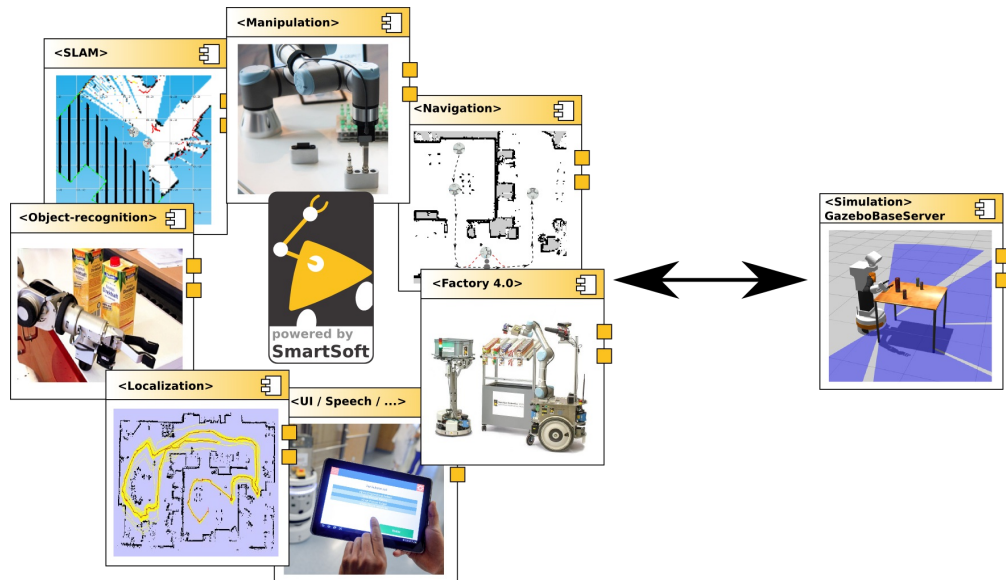 <Manipulation>
<SLAM>
<Navigation>
<Object-recognition>
<Simulation>
GazeboBaseServer
<Factory 4.0>
powered by
SmartSoft
<Localization>
<UI / Speech / ...>